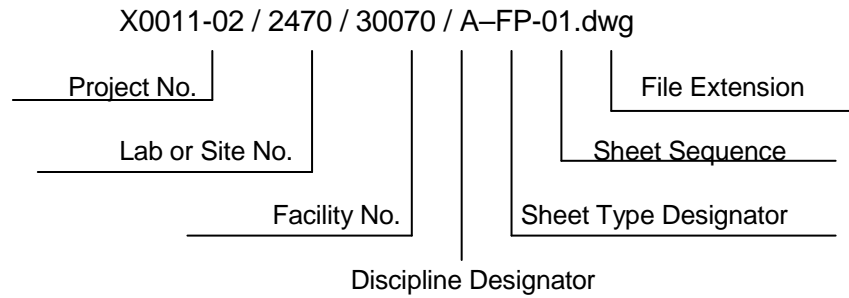 X0011-02 / 2470 / 30070 / A–FP-01.dwg
Project No. File Extension
Lab or Site No. Sheet Sequence
Facility No. Sheet Type Designator
Discipline Designator